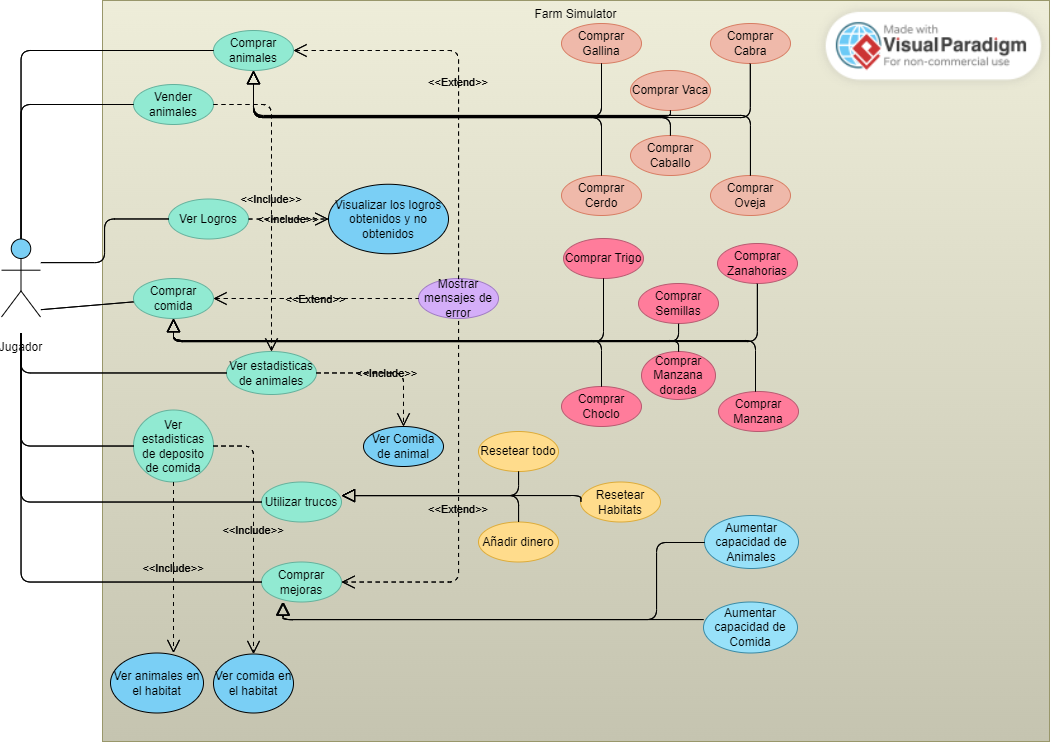 Farm Simulator
Made with
VisualParadigm
For non-commercial use
Comprar
animales
<<Extend>>
Comprar
Gallina
Comprar
Cabra
Comprar Vaca
Vender
animales
Comprar
Caballo
Comprar
Cerdo
Comprar
Oveja
<<Include>>
Ver Logros
<<Include>>
Visualizar los logros
obtenidos y no
obtenidos
Jugador
Comprar
comida
<<Extend>>
Mostrar
mensajes de
error
Comprar Trigo
Comprar
Zanahorias
Comprar
Semillas
Comprar
Manzana
dorada
Comprar
Choclo
Comprar
Manzana
Ver estadisticas
de animales
<<Include>>
Ver Comida
de animal
Ver
estadisticas
de deposito
de comida
Resetear todo
Utilizar trucos
Resetear
Habitats
<<Extend>>
Añadir dinero
<<Include>>
<<Include>>
Comprar
mejoras
Aumentar
capacidad de
Animales
Aumentar
capacidad de
Comida
Ver animales en
el habitat
Ver comida en
el habitat